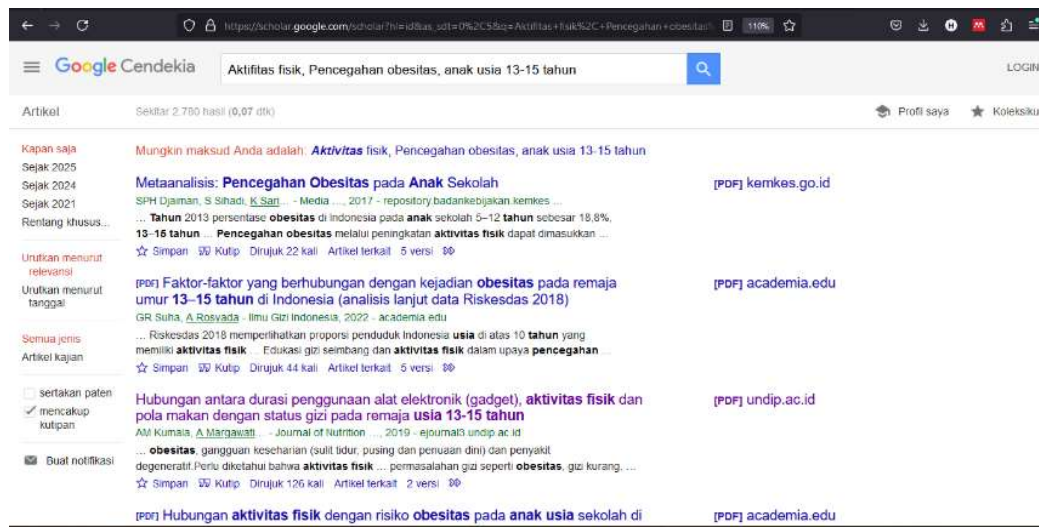 https://scholar.google.com/scholar?hl=id&as_sdt=0%2C5&q=Aktifitas+fisik%2C+Pencegahan+obesitas%
110%
Google Cendekia
Aktifitas fisik, Pencegahan obesitas, anak usia 13-15 tahun
LOGIN
Artikel
Sekitar 2.780 hasil (0,07 dtk)
Profil saya
Koleksiku
Kapan saja
Sejak 2025
Sejak 2024
Sejak 2021
Rentang khusus...
Urutkan menurut
relevansi
Urutkan menurut
tanggal
Semua jenis
Artikel kajian
sertakan paten
mencakup
kutipan
Buat notifikasi
Mungkin maksud Anda adalah: Aktivitas fisik, Pencegahan obesitas, anak usia 13-15 tahun
Metaanalisis: Pencegahan Obesitas pada Anak Sekolah
[PDF] kemkes.go.id
SPH Djaiman, S Sihadi, K Sari... - Media ..., 2017 - repository.badankebijakan.kemkes ...
... Tahun 2013 persentase obesitas di Indonesia pada anak sekolah 5–12 tahun sebesar 18,8%,
13–15 tahun ... Pencegahan obesitas melalui peningkatan aktivitas fisik dapat dimasukkan ...
Simpan Kutip Dirujuk 22 kali Artikel terkait 5 versi
[PDF] Faktor-faktor yang berhubungan dengan kejadian obesitas pada remaja
umur 13–15 tahun di Indonesia (analisis lanjut data Riskesdas 2018)
[PDF] academia.edu
GR Suha, A Rosyada - Ilmu Gizi Indonesia, 2022 - academia.edu
... Riskesdas 2018 memperlihatkan proporsi penduduk Indonesia usia di atas 10 tahun yang
memiliki aktivitas fisik ... Edukasi gizi seimbang dan aktivitas fisik dalam upaya pencegahan ...
Simpan Kutip Dirujuk 44 kali Artikel terkait 5 versi
Hubungan antara durasi penggunaan alat elektronik (gadget), aktivitas fisik dan
pola makan dengan status gizi pada remaja usia 13-15 tahun
[PDF] undip.ac.id
AM Kumala, A Margawati... - Journal of Nutrition ..., 2019 - ejournal3.undip.ac.id
... obesitas, gangguan kesehatan (sulit tidur, pusing dan penuaan dini) dan penyakit
degeneratif.Perlu diketahui bahwa aktivitas fisik ... permasalahan gizi seperti obesitas, gizi kurang, ...
Simpan Kutip Dirujuk 126 kali Artikel terkait 2 versi
[PDF] Hubungan aktivitas fisik dengan risiko obesitas pada anak usia sekolah di
[PDF] academia.edu